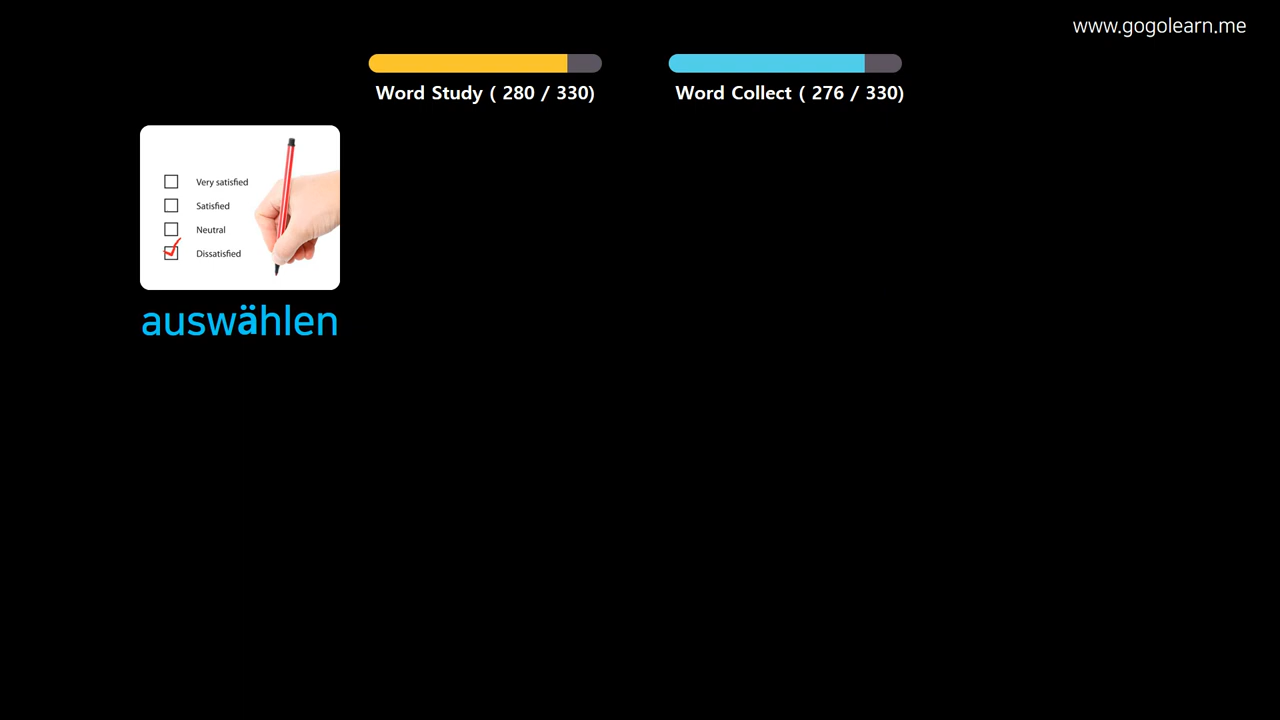 www.gogolearn.me
Word Study ( 280 / 330)
Word Collect ( 276 / 330)
Very satisfied
Satisfied
Neutral
Dissatisfied
auswählen